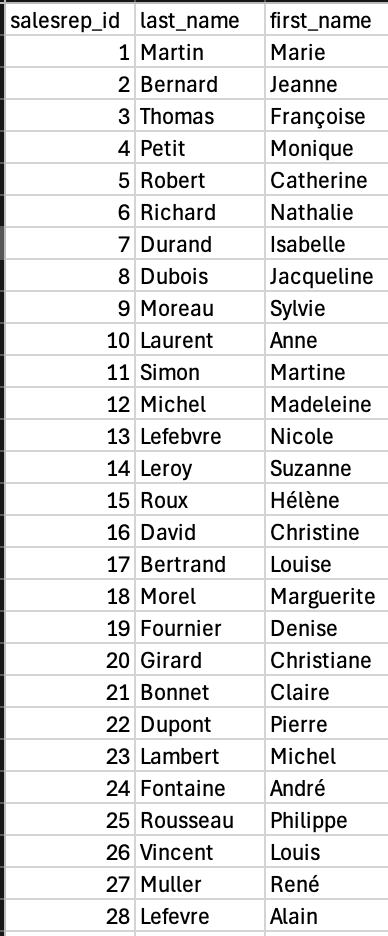 salesrep_id last_name first_name
1 Martin Marie
2 Bernard Jeanne
3 Thomas Françoise
4 Petit Monique
5 Robert Catherine
6 Richard Nathalie
7 Durand Isabelle
8 Dubois Jacqueline
9 Moreau Sylvie
10 Laurent Anne
11 Simon Martine
12 Michel Madeleine
13 Lefebvre Nicole
14 Leroy Suzanne
15 Roux Hélène
16 David Christine
17 Bertrand Louise
18 Morel Marguerite
19 Fournier Denise
20 Girard Christiane
21 Bonnet Claire
22 Dupont Pierre
23 Lambert Michel
24 Fontaine André
25 Rousseau Philippe
26 Vincent Louis
27 Muller René
28 Lefevre Alain